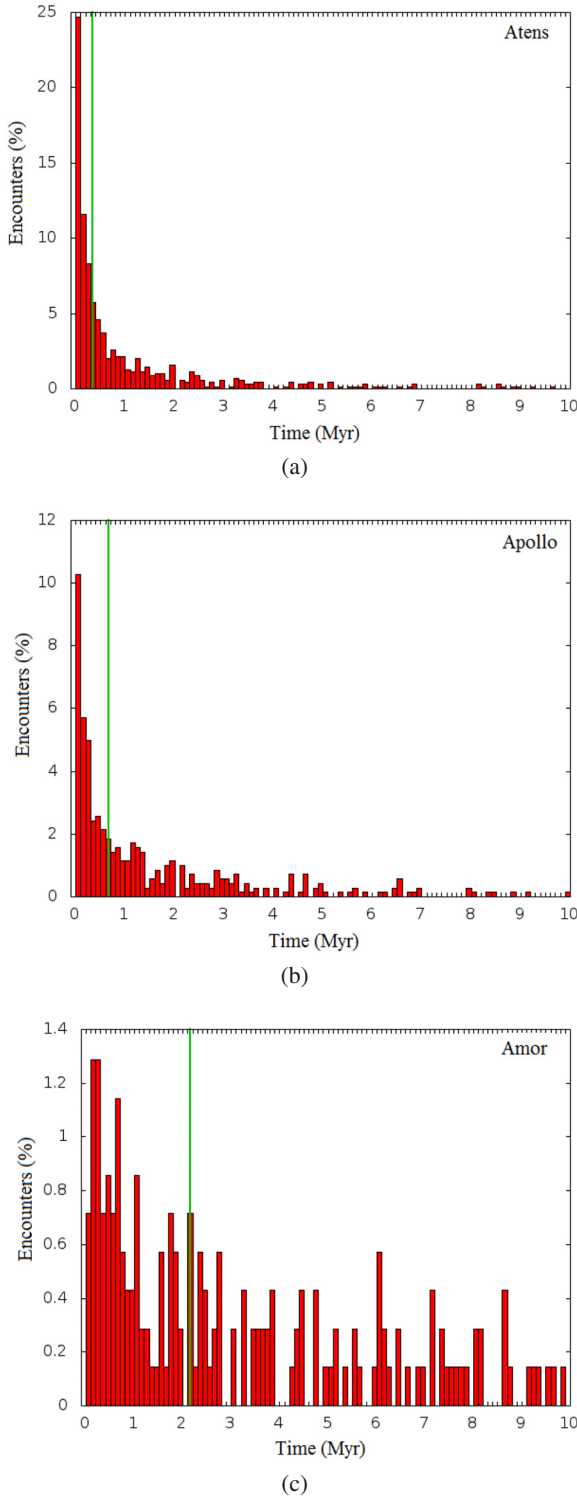 25
Atens
20
15
10
5
0
Encounters (%)
0 1 2 3 4 5 6 7 8 9 10
Time (Myr)
(a)
12
Apollo
10
8
6
4
2
0
Encounters (%)
0 1 2 3 4 5 6 7 8 9 10
Time (Myr)
(b)
1.4
Amor
1.2
1
0.8
0.6
0.4
0.2
0
Encounters (%)
0 1 2 3 4 5 6 7 8 9 10
Time (Myr)
(c)